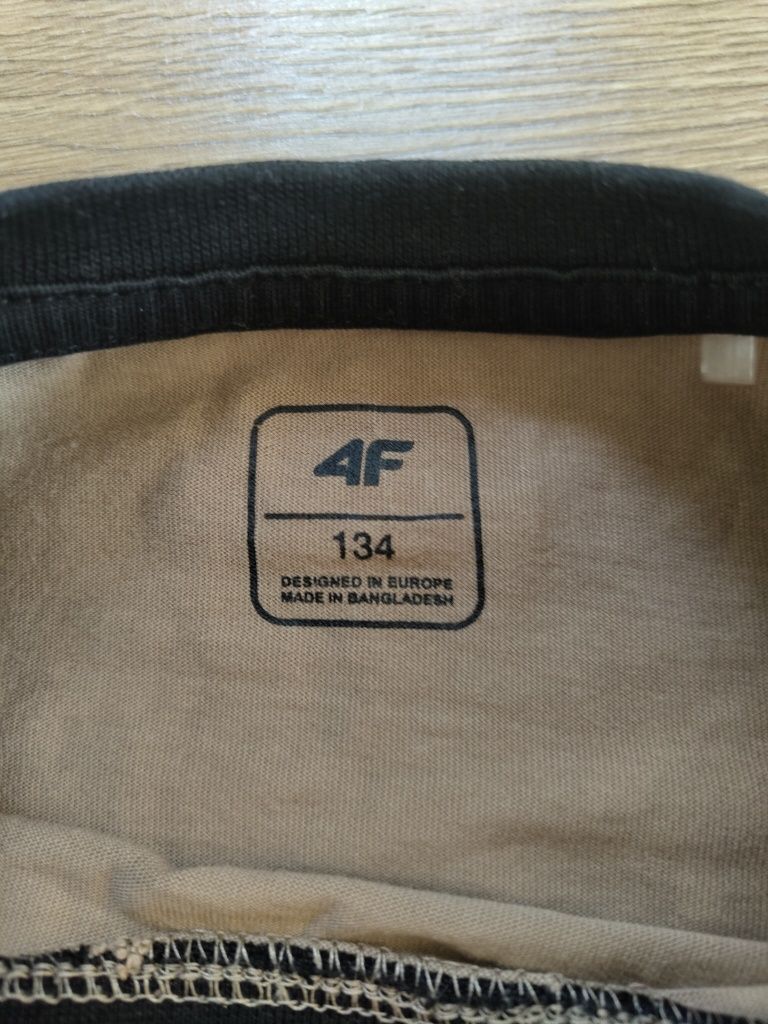 4F
134
DESIGNED IN EUROPE
MADE IN BANGLADESH